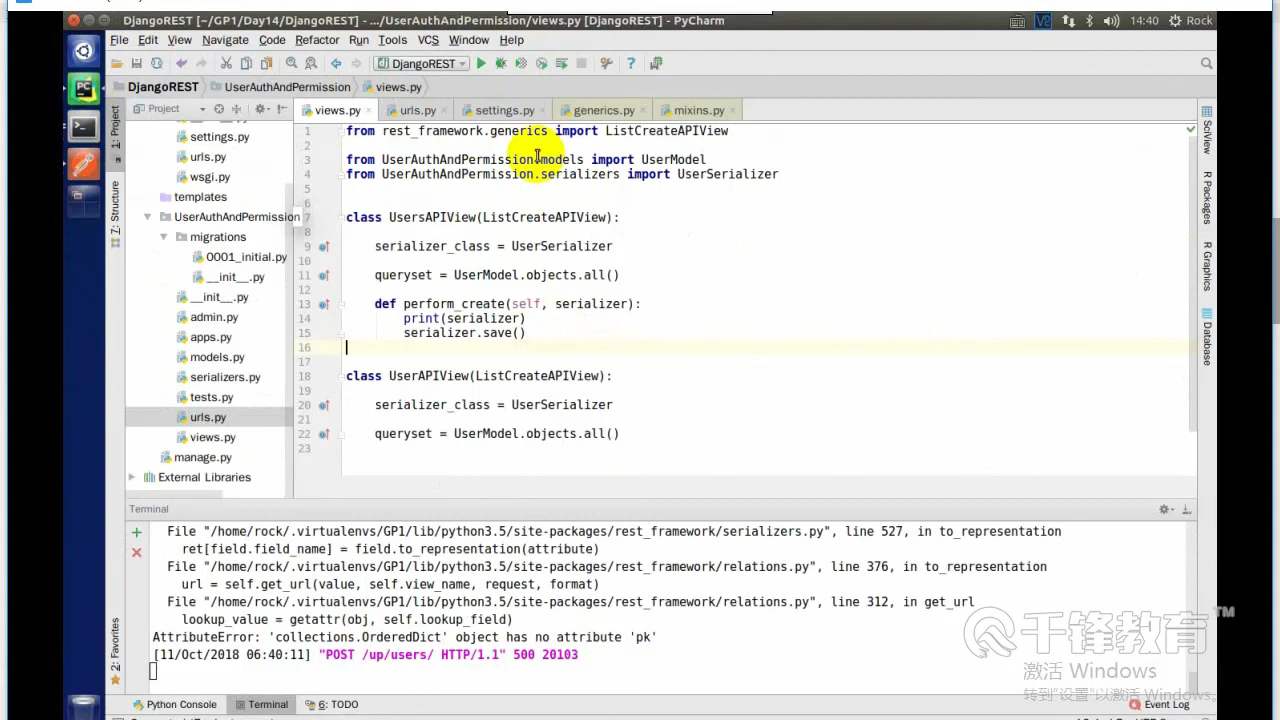 DjangoREST [~/GP1/Day14/DjangoREST] - .../UserAuthAndPermission/views.py [DjangoREST] - PyCharm
14:40 Rock
File Edit View Navigate Code Refactor Run Tools VCS Window Help
DjangoREST
DjangoREST UserAuthAndPermission views.py
Project
views.py urls.py settings.py generics.py mixins.py
settings.py
urls.py
wsgi.py
templates
UserAuthAndPermission
migrations
0001_initial.py
__init__.py
__init__.py
admin.py
apps.py
models.py
serializers.py
tests.py
urls.py
views.py
manage.py
External Libraries
1: Project
7: Structure
2: Favorites
1 from rest_framework.generics import ListCreateAPIView
2
3 from UserAuthAndPermission.models import UserModel
4 from UserAuthAndPermission.serializers import UserSerializer
5
6
7 class UsersAPIView(ListCreateAPIView):
8
9 serializer_class = UserSerializer
10
11 queryset = UserModel.objects.all()
12
13 def perform_create(self, serializer):
14 print(serializer)
15 serializer.save()
16
17
18 class UserAPIView(ListCreateAPIView):
19
20 serializer_class = UserSerializer
21
22 queryset = UserModel.objects.all()
23
SciView
R Packages
R Graphics
Database
Terminal
File "/home/rock/.virtualenvs/GP1/lib/python3.5/site-packages/rest_framework/serializers.py", line 527, in to_representation
ret[field.field_name] = field.to_representation(attribute)
File "/home/rock/.virtualenvs/GP1/lib/python3.5/site-packages/rest_framework/relations.py", line 376, in to_representation
url = self.get_url(value, self.view_name, request, format)
File "/home/rock/.virtualenvs/GP1/lib/python3.5/site-packages/rest_framework/relations.py", line 312, in get_url
lookup_value = getattr(obj, self.lookup_field)
AttributeError: 'collections.OrderedDict' object has no attribute 'pk'
[11/Oct/2018 06:40:11] "POST /up/users/ HTTP/1.1" 500 20103
千锋教育™
激活 Windows
转到"设置"以激活 Windows。
Python Console Terminal 6: TODO Event Log